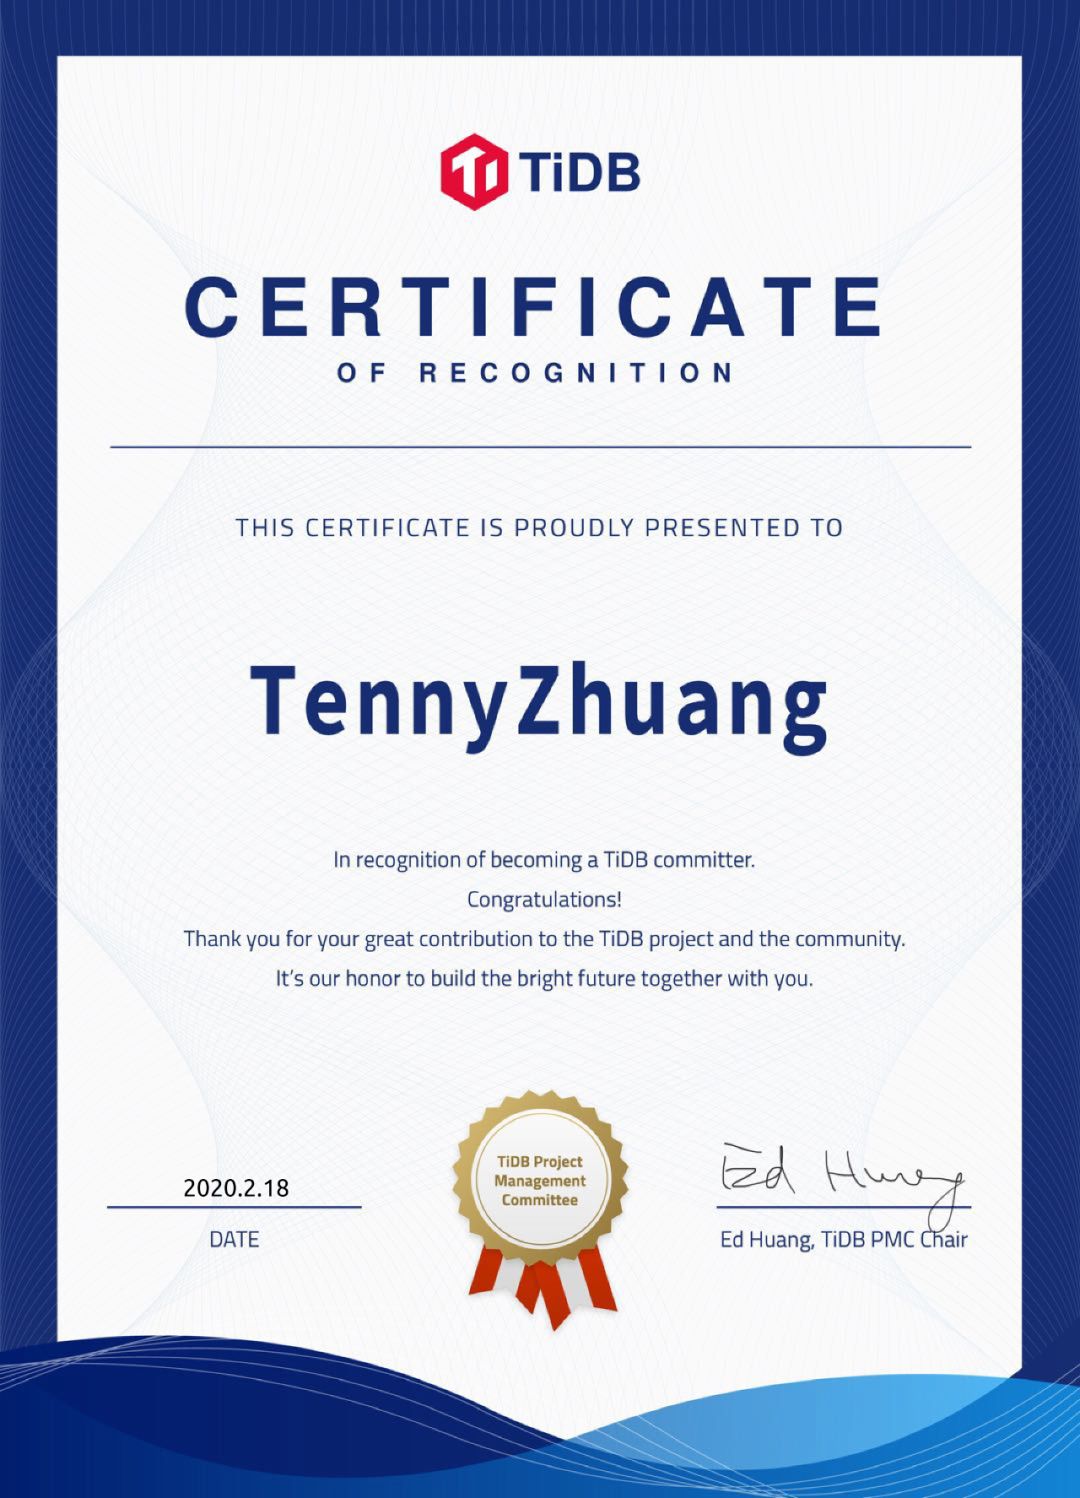 TiDB
CERTIFICATE
OF RECOGNITION
THIS CERTIFICATE IS PROUDLY PRESENTED TO
TennyZhuang
In recognition of becoming a TiDB committer.
Congratulations!
Thank you for your great contribution to the TiDB project and the community.
It's our honor to build the bright future together with you.
TiDB Project
Management
Committee
2020.2.18
DATE
Ed Huang
Ed Huang, TiDB PMC Chair